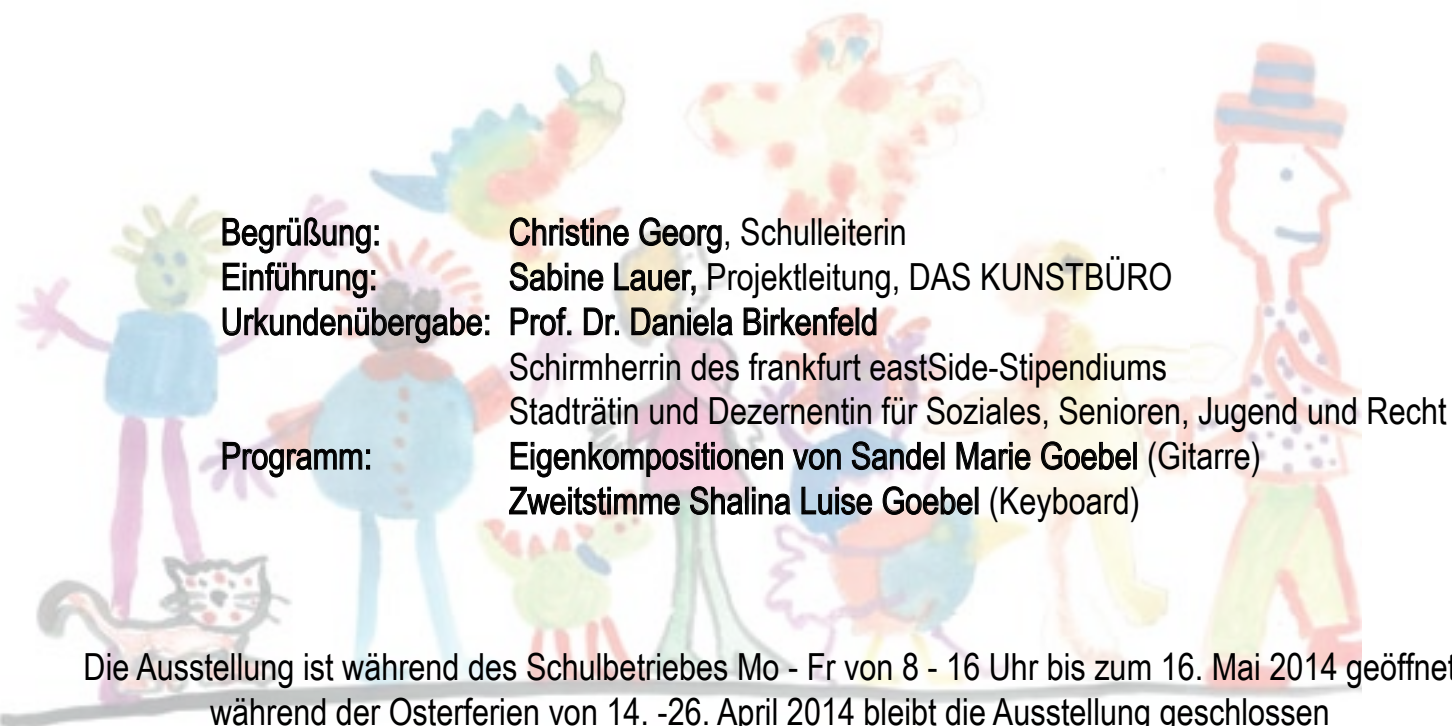 Begrüßung: Christine Georg, Schulleiterin
Einführung: Sabine Lauer, Projektleitung, DAS KUNSTBÜRO
Urkundenübergabe: Prof. Dr. Daniela Birkenfeld
Schirmherrin des frankfurt eastSide-Stipendiums
Stadträtin und Dezernentin für Soziales, Senioren, Jugend und Recht
Programm: Eigenkompositionen von Sandel Marie Goebel (Gitarre)
Zweitstimme Shalina Luise Goebel (Keyboard)
Die Ausstellung ist während des Schulbetriebes Mo - Fr von 8 - 16 Uhr bis zum 16. Mai 2014 geöffnet
während der Osterferien von 14. -26. April 2014 bleibt die Ausstellung geschlossen